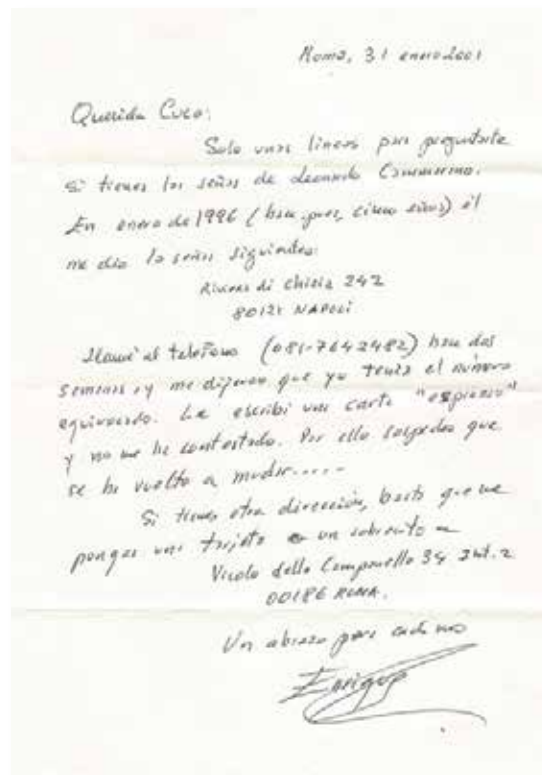 Roma, 31 enero 2001
Querida Cuca:
Solo unas lineas para preguntarte
si tienes las señas de Leonardo Cammarano.
En enero de 1996 (hace, pues, cinco años) él
me dio las señas siguientes:
Riviera di Chiaia 242
80121 NAPOLI
Llamé al teléfono (081-7642482) hace dos
semanas, y me dijeron que yo tenía el número
equivocado. Le escribí una carta "espresso"
y no me ha contestado. Por ello sospecho que
se ha vuelto a mudar.....
Si tienes otra dirección, basta que me
pongas una tarjeta o un sobrecito a
Vicolo della Campanella 34 int. 2
00186 ROMA.
Un abrazo para cada uno
Enrique